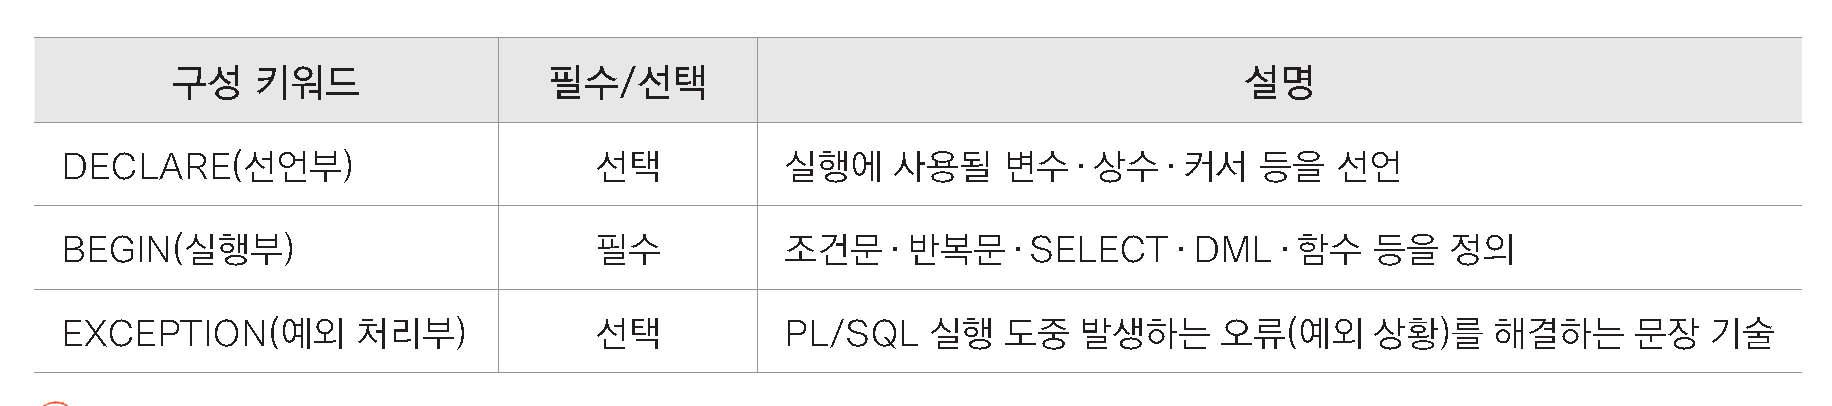 구성 키워드 필수/선택 설명
DECLARE(선언부) 선택 실행에 사용될 변수·상수·커서 등을 선언
BEGIN(실행부) 필수 조건문·반복문·SELECT·DML·함수 등을 정의
EXCEPTION(예외 처리부) 선택 PL/SQL 실행 도중 발생하는 오류(예외 상황)를 해결하는 문장 기술